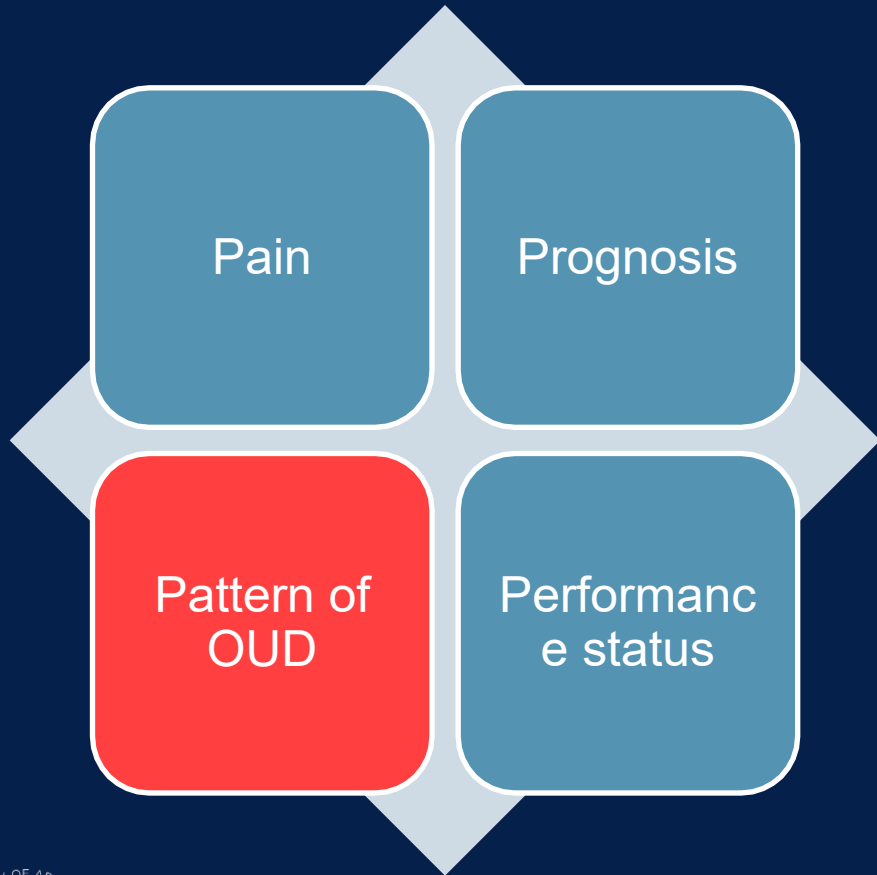 Pain
Prognosis
Pattern of
OUD
Performanc
e status